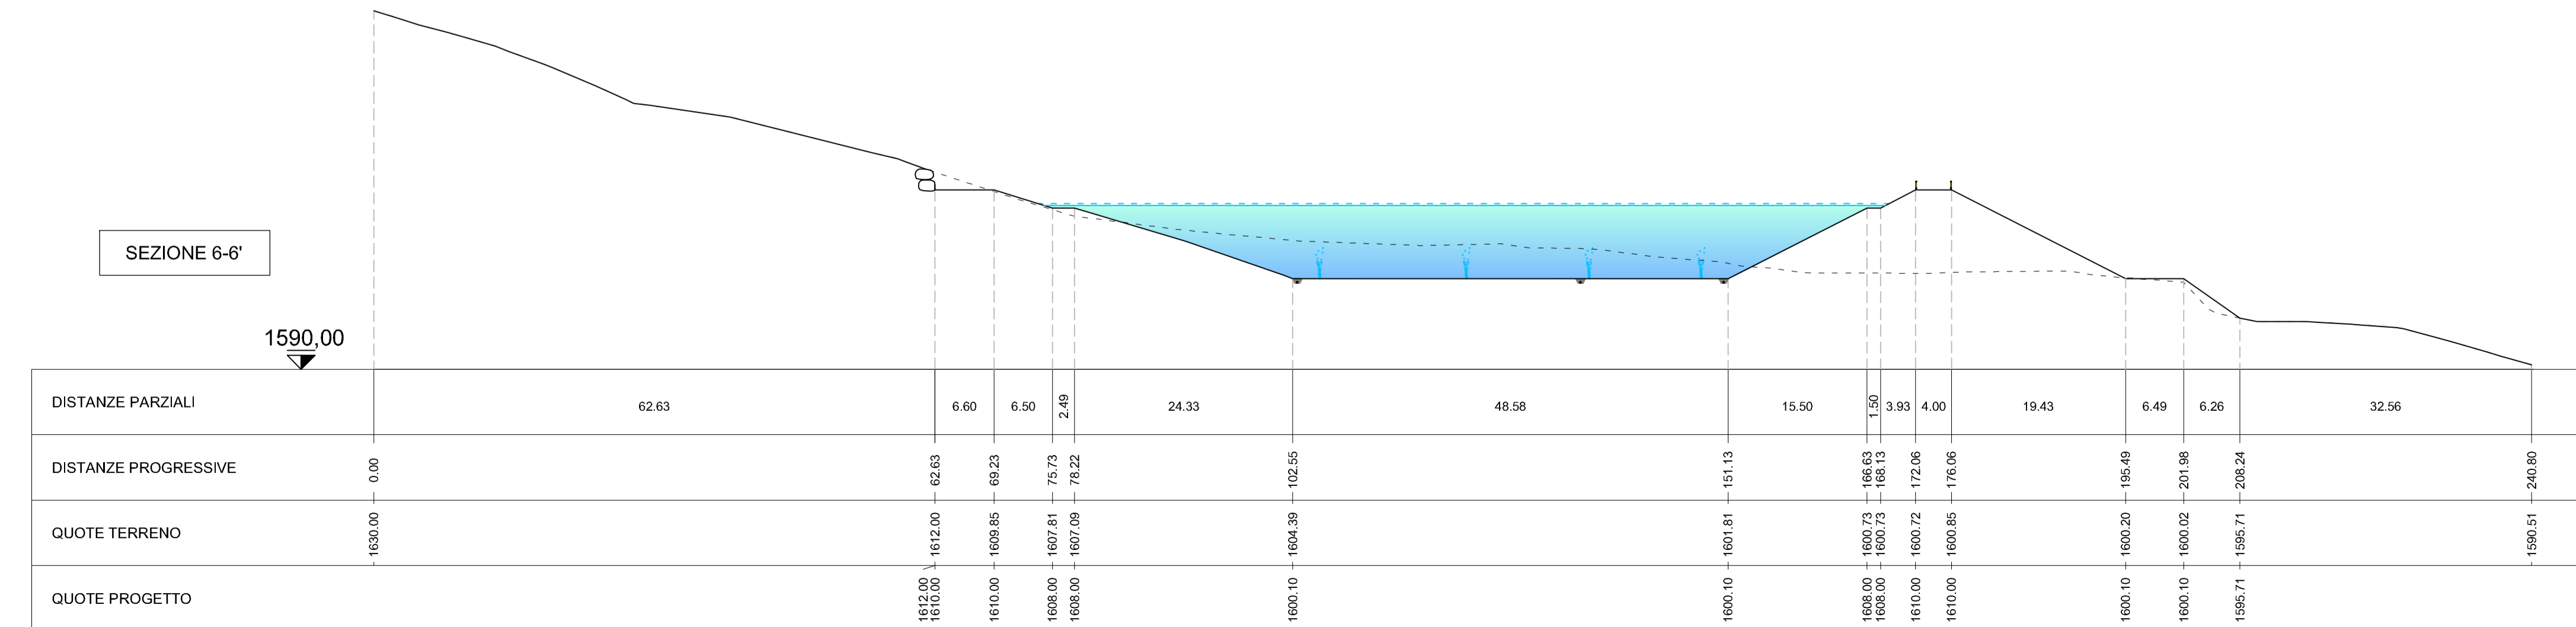 SEZIONE 6-6'
1590,00
DISTANZE PARZIALI 62.63 6.60 6.50 2.49 24.33 48.58 15.50 1.50 3.93 4.00 19.43 6.49 6.26 32.56
DISTANZE PROGRESSIVE 0.00 62.63 69.23 75.73 78.22 102.55 151.13 166.63 168.13 172.06 176.06 195.49 201.98 208.24 240.80
QUOTE TERRENO 1630.00 1612.00 1609.85 1607.81 1607.09 1604.39 1601.81 1600.73 1600.73 1600.72 1600.85 1600.20 1600.02 1595.71 1590.51
QUOTE PROGETTO 1612.00 1610.00 1610.00 1608.00 1608.00 1600.10 1600.10 1608.00 1608.00 1610.00 1610.00 1600.10 1600.10 1595.71